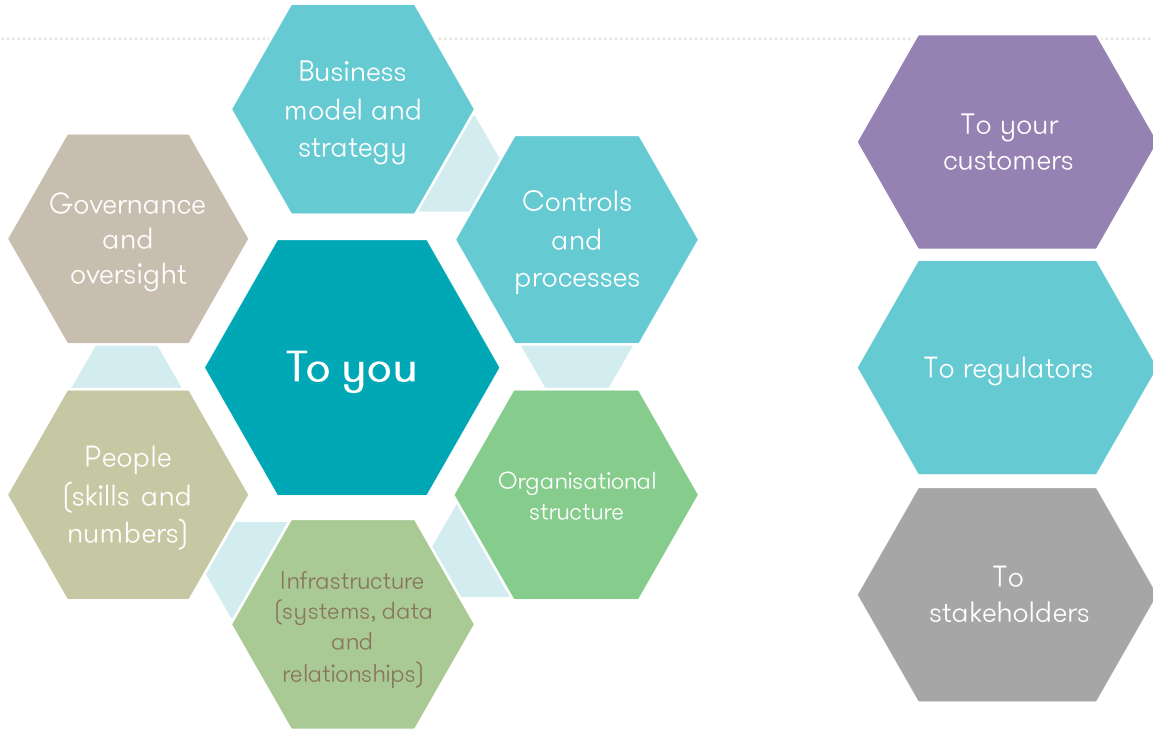 Business
model and
strategy
Controls
and
processes
Organisational
structure
Infrastructure
(systems, data
and
relationships)
People
(skills and
numbers)
Governance
and
oversight
To you
To your
customers
To regulators
To
stakeholders